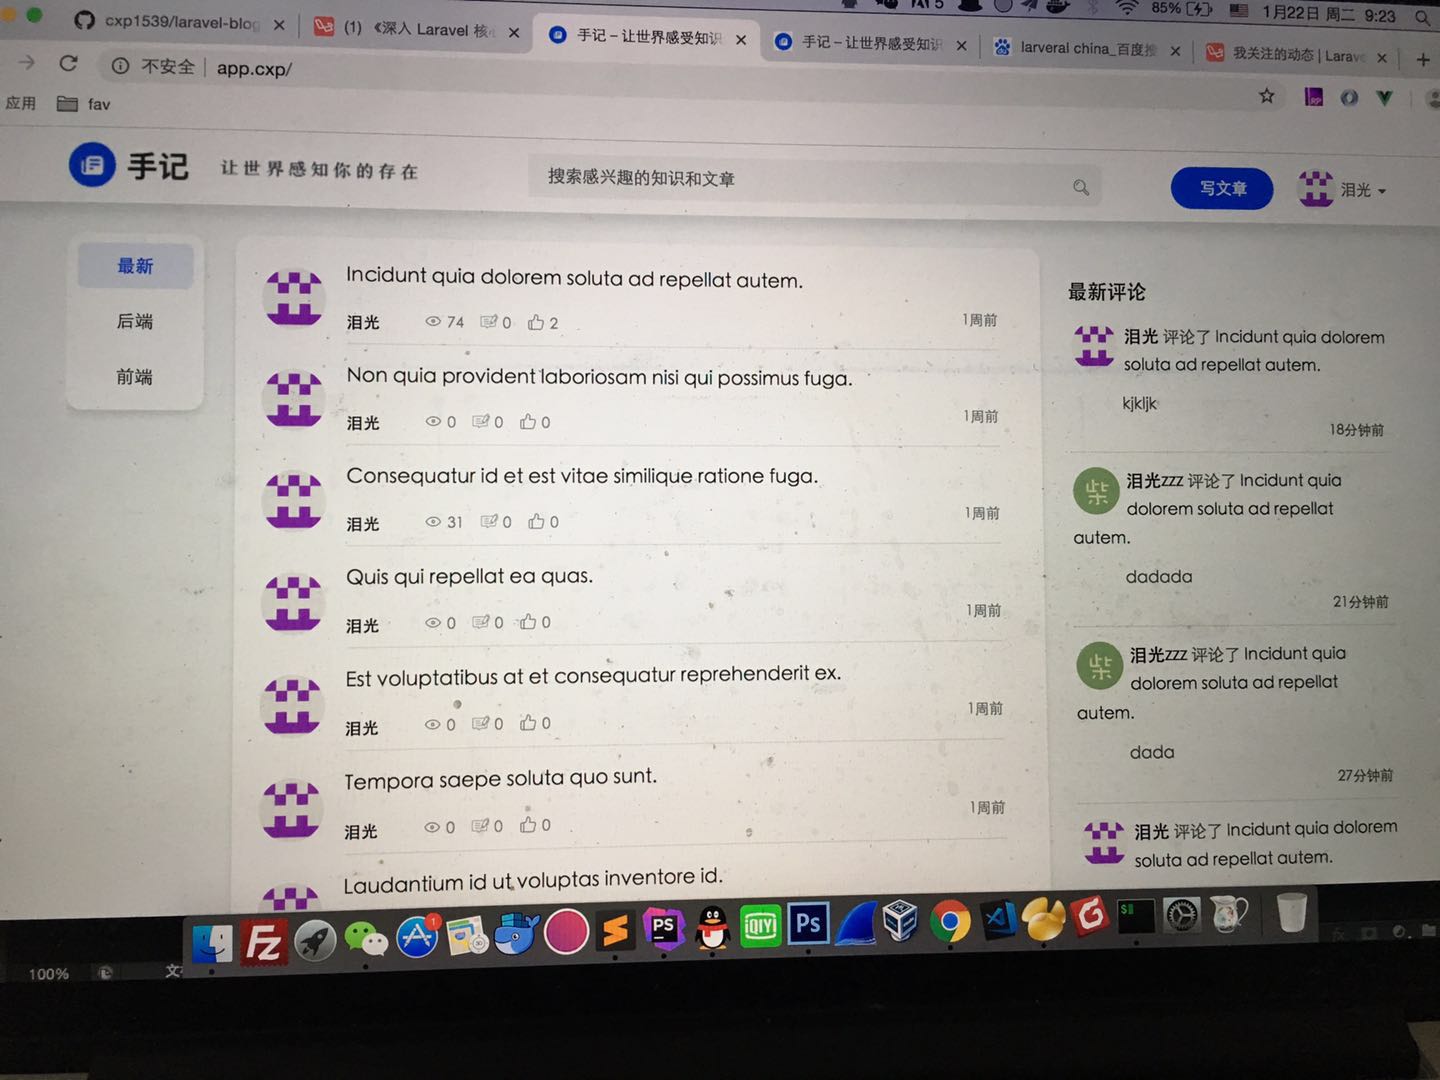 85%
1月22日 周二 9:23
cxp1539/laravel-blog
(1) 《深入 Laravel 核心
手记 – 让世界感受知识
手记 – 让世界感受知识
larveral china_百度搜
我关注的动态 | Larave
不安全 | app.cxp/
应用
fav
手记
让世界感知你的存在
搜索感兴趣的知识和文章
写文章
泪光
最新
后端
前端
Incidunt quia dolorem soluta ad repellat autem.
泪光 74 0 2
1周前
Non quia provident laboriosam nisi qui possimus fuga.
泪光 0 0 0
1周前
Consequatur id et est vitae similique ratione fuga.
泪光 31 0 0
1周前
Quis qui repellat ea quas.
泪光 0 0 0
1周前
Est voluptatibus at et consequatur reprehenderit ex.
泪光 0 0 0
1周前
Tempora saepe soluta quo sunt.
泪光 0 0 0
1周前
Laudantium id ut voluptas inventore id.
最新评论
泪光 评论了 Incidunt quia dolorem
soluta ad repellat autem.
kjkljk
18分钟前
柴
泪光zzz 评论了 Incidunt quia
dolorem soluta ad repellat
autem.
dadada
21分钟前
柴
泪光zzz 评论了 Incidunt quia
dolorem soluta ad repellat
autem.
dada
27分钟前
泪光 评论了 Incidunt quia dolorem
soluta ad repellat autem.
Fz
1
PS
iQIY
Ps
100%